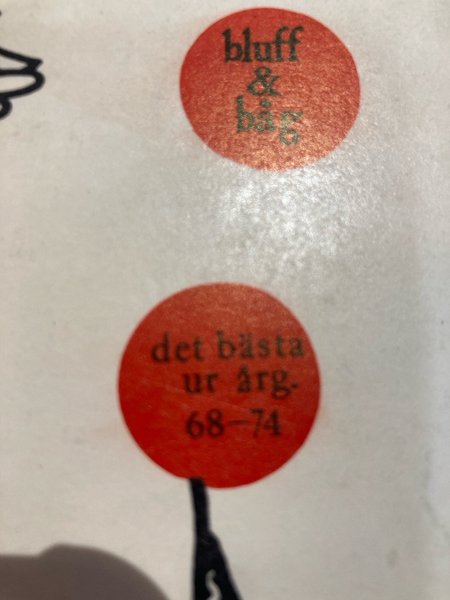 bluff
&
båg
det bästa
ur årg.
68-74